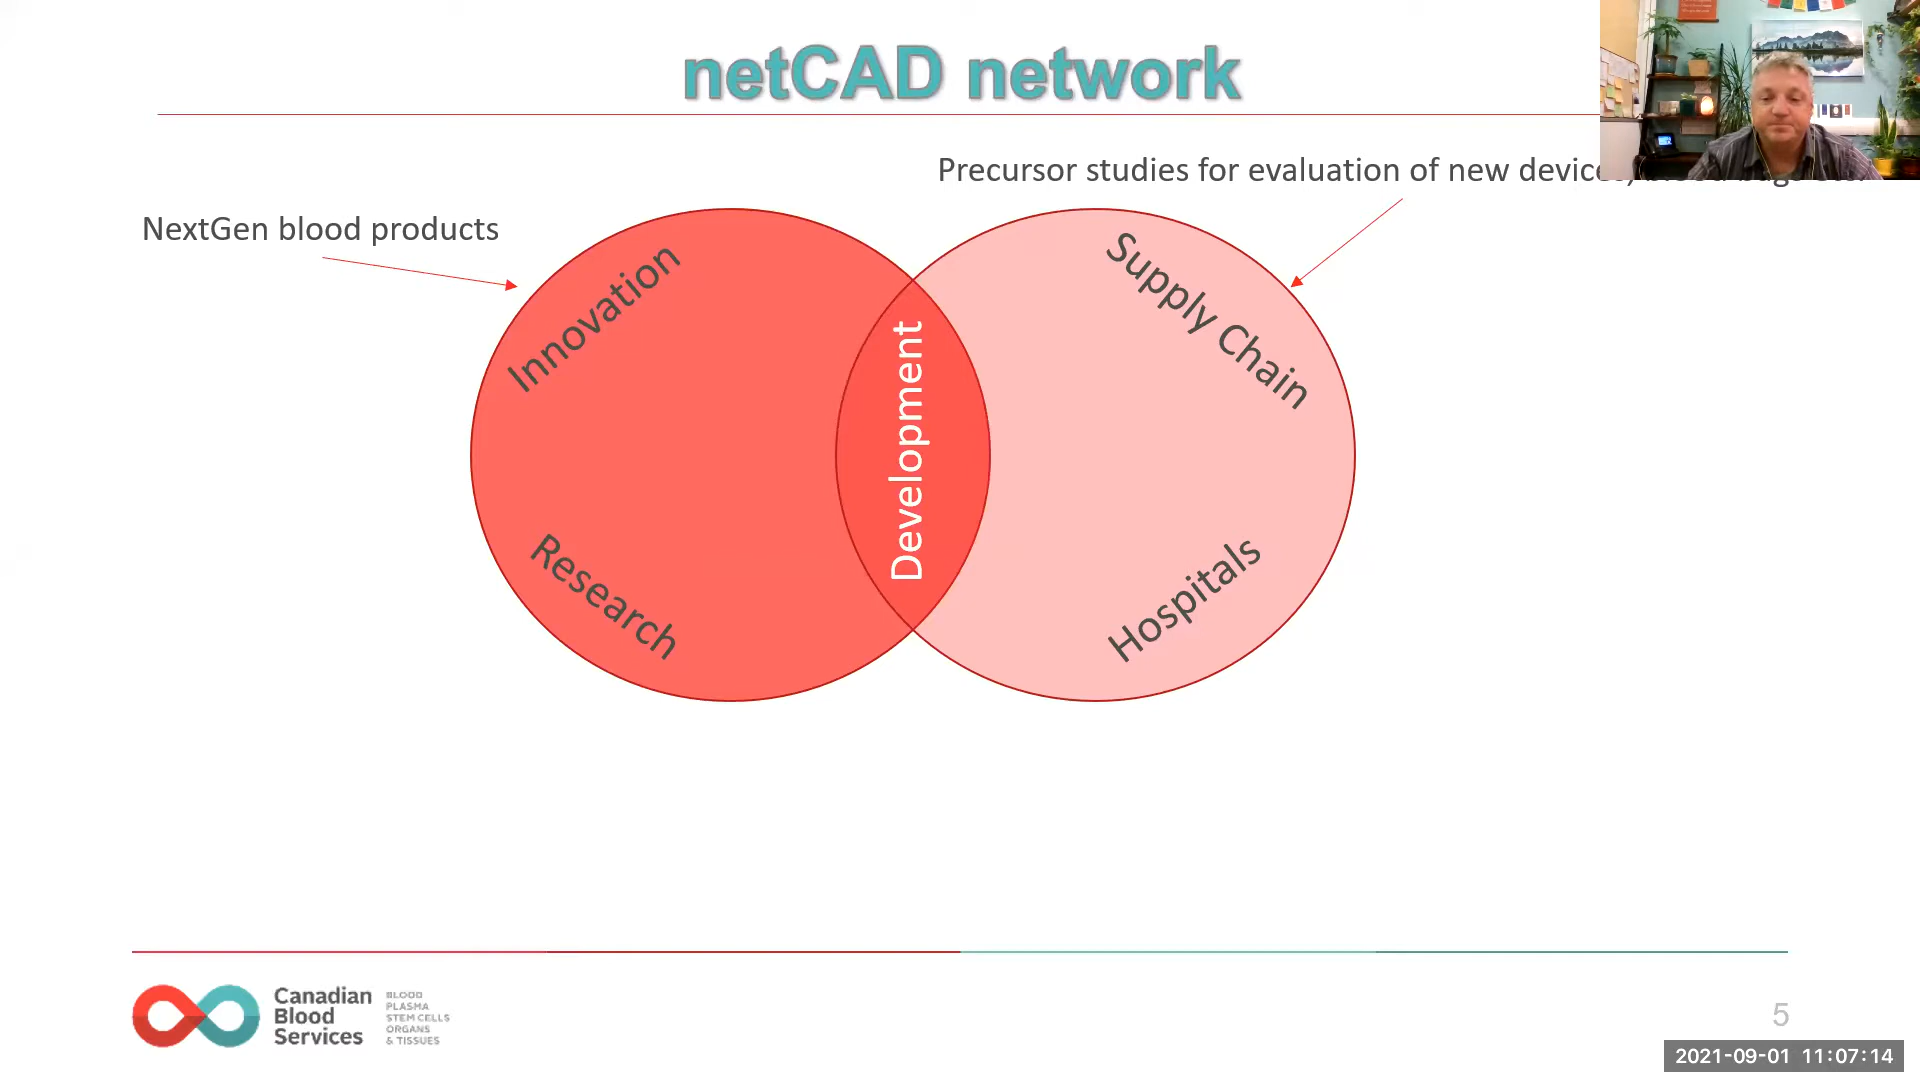 netCAD network
Precursor studies for evaluation of new
NextGen blood products
Innovation
Supply Chain
Development
Research
Hospitals
Canadian
Blood
Services
BLOOD
PLASMA
STEM CELLS
ORGANS
& TISSUES
5
2021-09-01 11:07:14